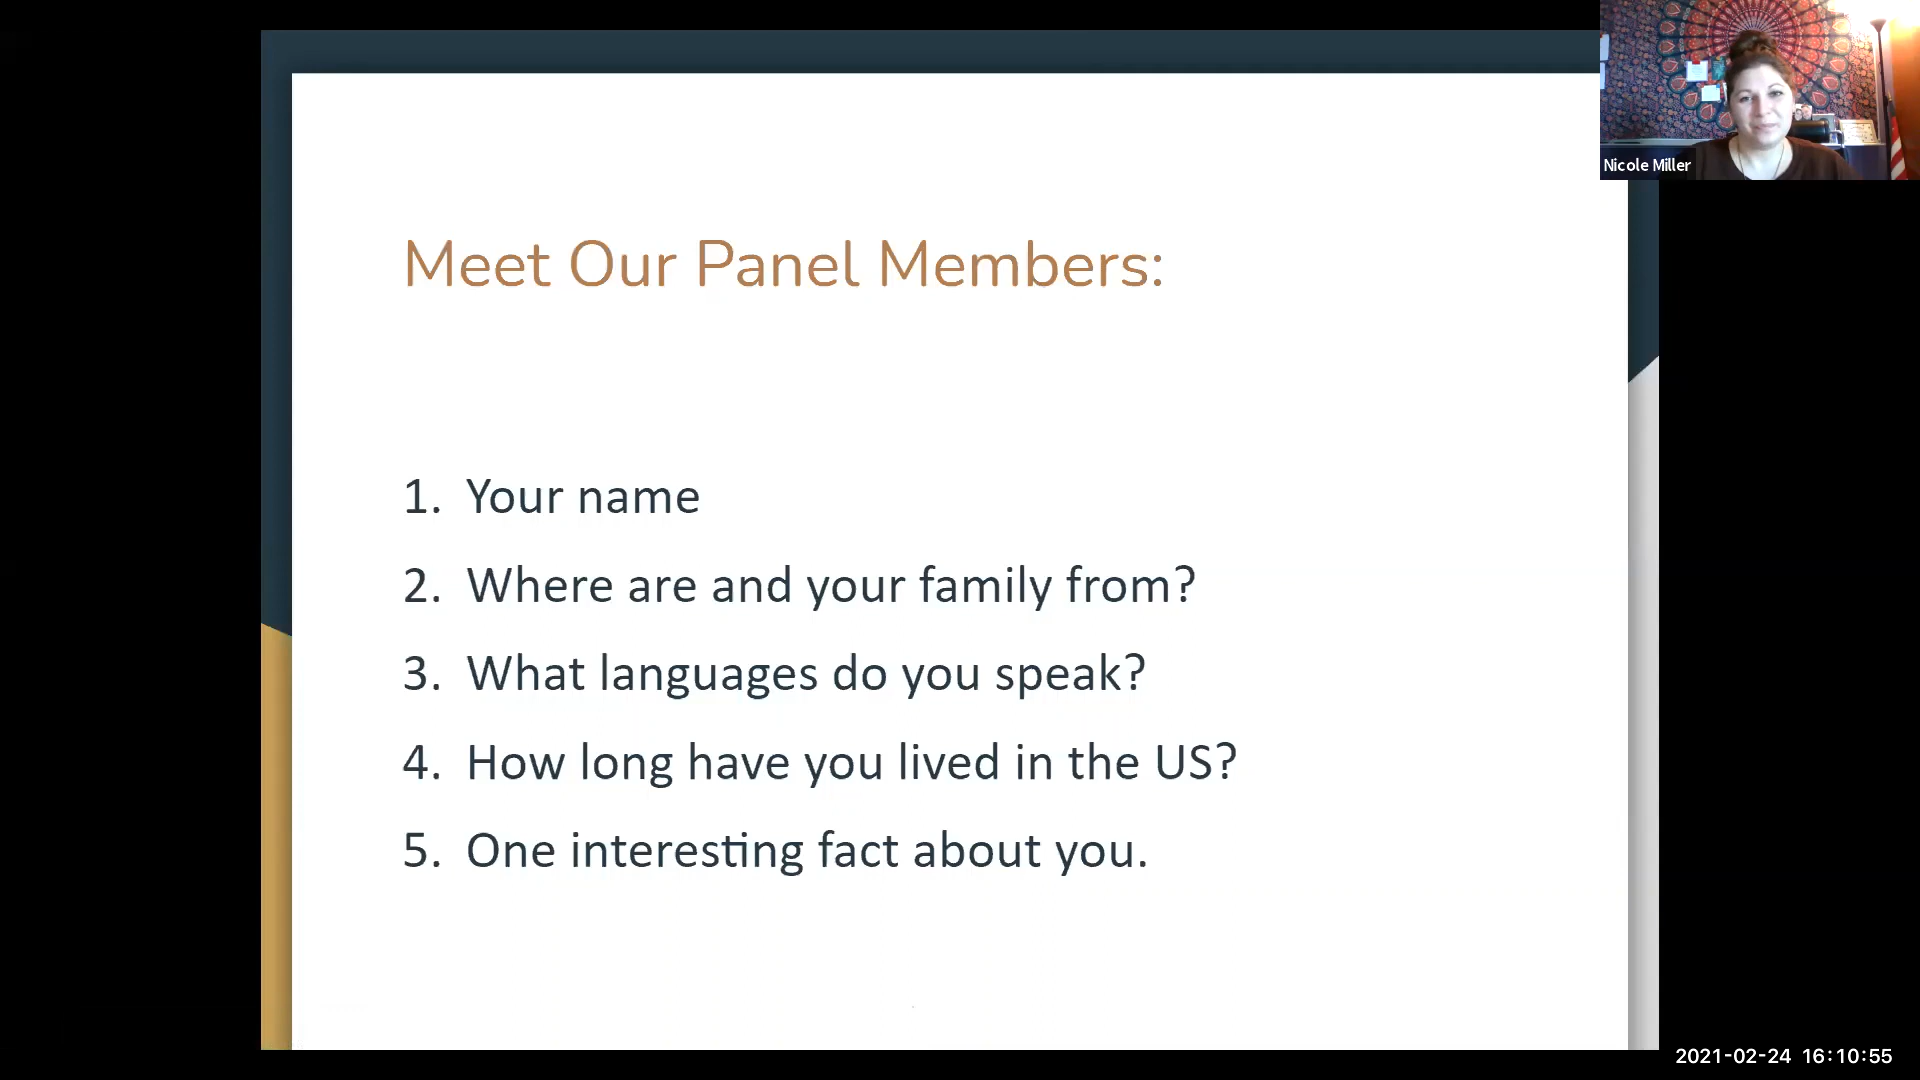 Meet Our Panel Members:
1. Your name
2. Where are and your family from?
3. What languages do you speak?
4. How long have you lived in the US?
5. One interesting fact about you.
Nicole Miller
2021-02-24 16:10:55